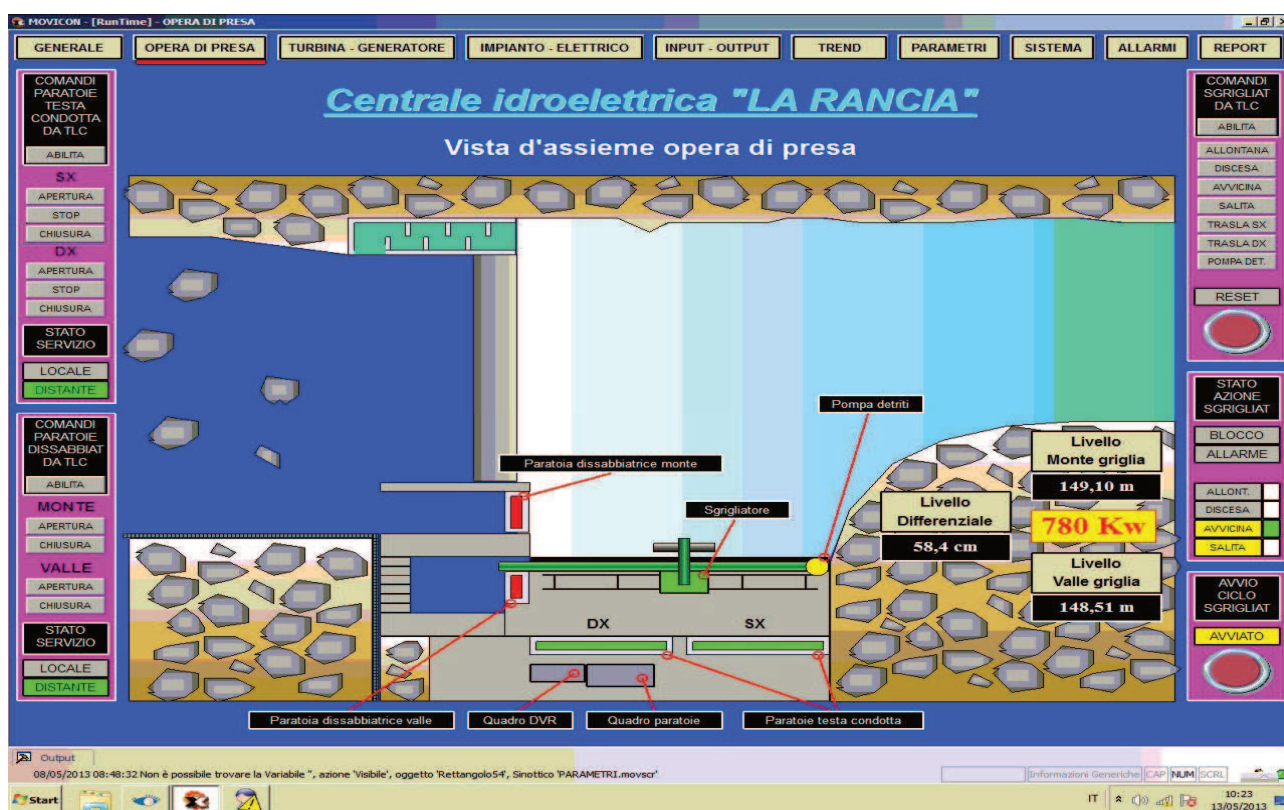 MOVICON - [RunTime] - OPERA DI PRESA
GENERALE
OPERA DI PRESA
TURBINA - GENERATORE
IMPIANTO - ELETTRICO
INPUT - OUTPUT
TREND
PARAMETRI
SISTEMA
ALLARMI
REPORT
COMANDI
PARATOIE
TESTA
CONDOTTA
DA TLC
ABILITA
SX
APERTURA
STOP
CHIUSURA
DX
APERTURA
STOP
CHIUSURA
STATO
SERVIZIO
LOCALE
DISTANTE
COMANDI
PARATOIE
DISSABBIAT
DA TLC
ABILITA
MONTE
APERTURA
CHIUSURA
VALLE
APERTURA
CHIUSURA
STATO
SERVIZIO
LOCALE
DISTANTE
Centrale idroelettrica "LA RANCIA"
Vista d'assieme opera di presa
Pompa detriti
Paratoia dissabbiatrice monte
Sgrigliatore
Livello
Differenziale
58,4 cm
Livello
Monte griglia
149,10 m
780 Kw
Livello
Valle griglia
148,51 m
DX
SX
Paratoia dissabbiatrice valle
Quadro DVR
Quadro paratoie
Paratoie testa condotta
COMANDI
SGRIGLIAT
DA TLC
ABILITA
ALLONTANA
DISCESA
AVVICINA
SALITA
TRASLA SX
TRASLA DX
POMPA DET.
RESET
STATO
AZIONE
SGRIGLIAT
BLOCCO
ALLARME
ALLONT.
DISCESA
AVVICINA
SALITA
AVVIO
CICLO
SGRIGLIAT
AVVIATO
Output
08/05/2013 08:48:32 Non è possibile trovare la Variabile '', azione 'Visibile', oggetto 'Rettangolo54', Sinottico 'PARAMETRI.movscr'
Informazioni Generiche
CAP
NUM
SCRL
Start
IT
10:23
13/05/2013